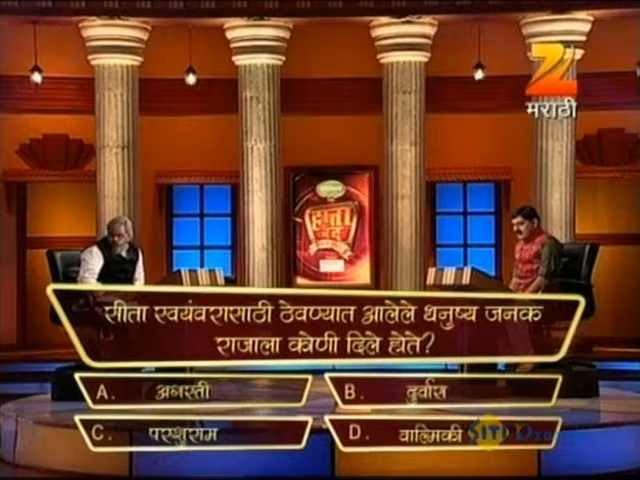 मराठी
सीता स्वयंवरासाठी ठेवण्यात आलेले धनुष्य जनक
राजाला कोणी दिले होते?
A. अगस्ती
B. दुर्वास
C. परशुराम
D. वाल्मिकी